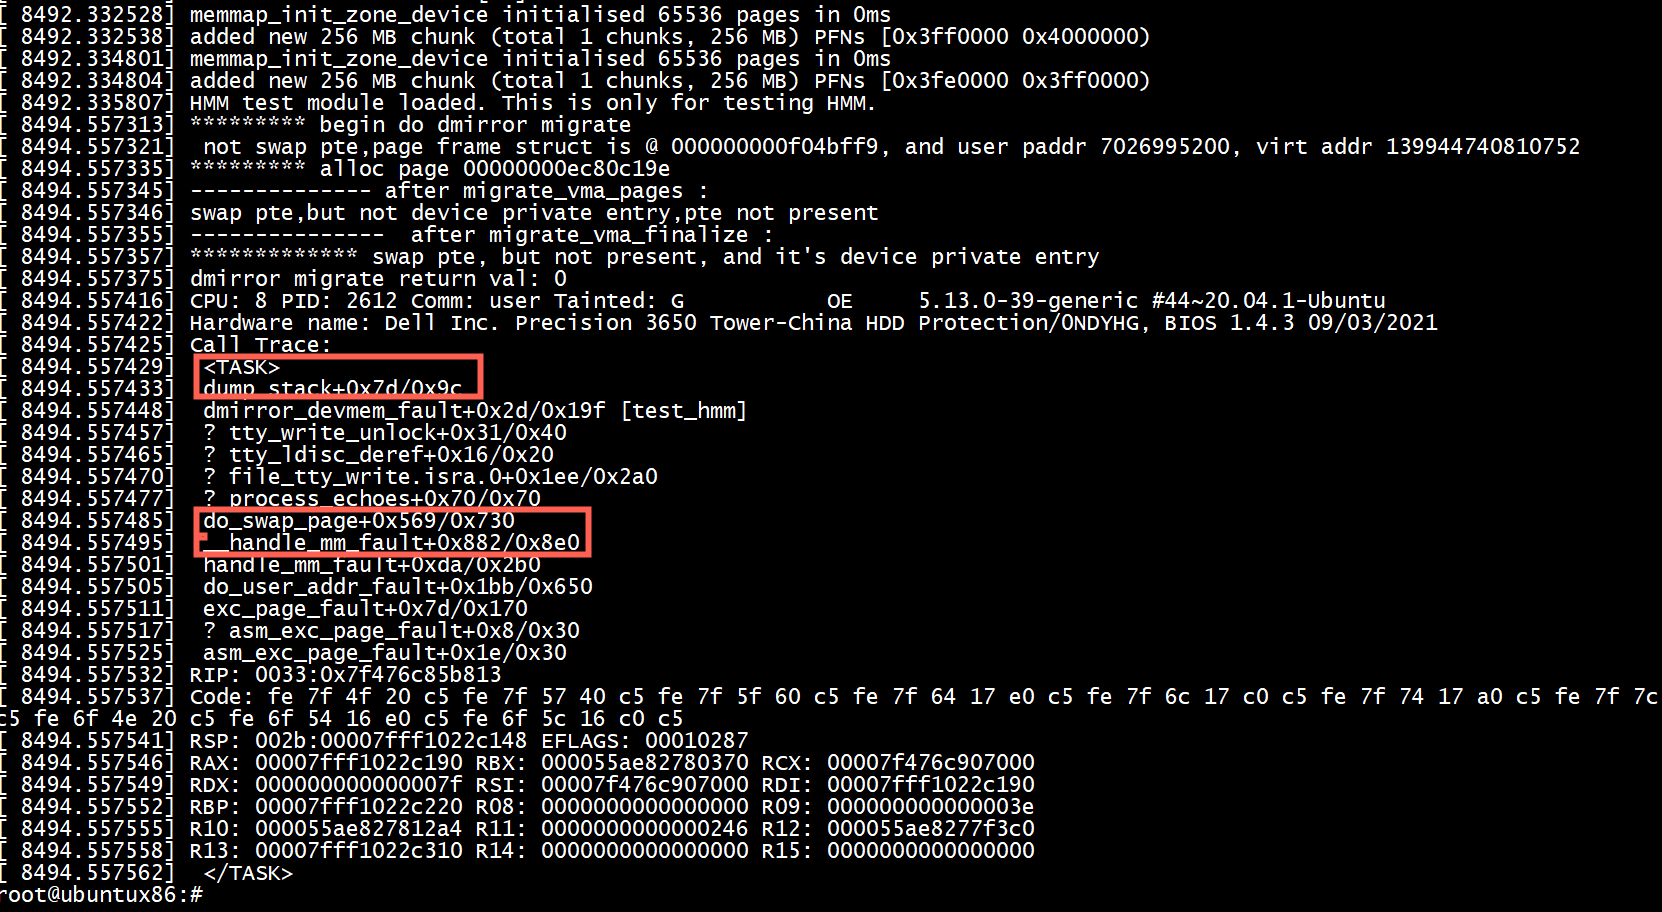 [ 8492.332528] memmap_init_zone_device initialised 65536 pages in 0ms
[ 8492.332538] added new 256 MB chunk (total 1 chunks, 256 MB) PFNs [0x3ff0000 0x4000000)
[ 8492.334801] memmap_init_zone_device initialised 65536 pages in 0ms
[ 8492.334804] added new 256 MB chunk (total 1 chunks, 256 MB) PFNs [0x3fe0000 0x3ff0000)
[ 8492.335807] HMM test module loaded. This is only for testing HMM.
[ 8494.557313] ********* begin do dmirror migrate
[ 8494.557321]  not swap pte,page frame struct is @ 000000000f04bff9, and user paddr 7026995200, virt addr 139944740810752
[ 8494.557335] ********* alloc page 00000000ec80c19e
[ 8494.557345] -------------- after migrate_vma_pages :
[ 8494.557346] swap pte,but not device private entry,pte not present
[ 8494.557355] ---------------  after migrate_vma_finalize :
[ 8494.557357] ************* swap pte, but not present, and it's device private entry
[ 8494.557375] dmirror migrate return val: 0
[ 8494.557416] CPU: 8 PID: 2612 Comm: user Tainted: G           OE     5.13.0-39-generic #44~20.04.1-Ubuntu
[ 8494.557422] Hardware name: Dell Inc. Precision 3650 Tower-China HDD Protection/0NDYHG, BIOS 1.4.3 09/03/2021
[ 8494.557425] Call Trace:
[ 8494.557429]  <TASK>
[ 8494.557433]  dump_stack+0x7d/0x9c
[ 8494.557448]  dmirror_devmem_fault+0x2d/0x19f [test_hmm]
[ 8494.557457]  ? tty_write_unlock+0x31/0x40
[ 8494.557465]  ? tty_ldisc_deref+0x16/0x20
[ 8494.557470]  ? file_tty_write.isra.0+0x1ee/0x2a0
[ 8494.557477]  ? process_echoes+0x70/0x70
[ 8494.557485]  do_swap_page+0x569/0x730
[ 8494.557495]  __handle_mm_fault+0x882/0x8e0
[ 8494.557501]  handle_mm_fault+0xda/0x2b0
[ 8494.557505]  do_user_addr_fault+0x1bb/0x650
[ 8494.557511]  exc_page_fault+0x7d/0x170
[ 8494.557517]  ? asm_exc_page_fault+0x8/0x30
[ 8494.557525]  asm_exc_page_fault+0x1e/0x30
[ 8494.557532] RIP: 0033:0x7f476c85b813
[ 8494.557537] Code: fe 7f 4f 20 c5 fe 7f 57 40 c5 fe 7f 5f 60 c5 fe 7f 64 17 e0 c5 fe 7f 6c 17 c0 c5 fe 7f 74 17 a0 c5 fe 7f 7c
c5 fe 6f 4e 20 c5 fe 6f 54 16 e0 c5 fe 6f 5c 16 c0 c5
[ 8494.557541] RSP: 002b:00007fff1022c148 EFLAGS: 00010287
[ 8494.557546] RAX: 00007fff1022c190 RBX: 000055ae82780370 RCX: 00007f476c907000
[ 8494.557549] RDX: 000000000000007f RSI: 00007f476c907000 RDI: 00007fff1022c190
[ 8494.557552] RBP: 00007fff1022c220 R08: 0000000000000000 R09: 000000000000003e
[ 8494.557555] R10: 000055ae827812a4 R11: 0000000000000246 R12: 000055ae8277f3c0
[ 8494.557558] R13: 00007fff1022c310 R14: 0000000000000000 R15: 0000000000000000
[ 8494.557562]  </TASK>
root@ubuntux86:#